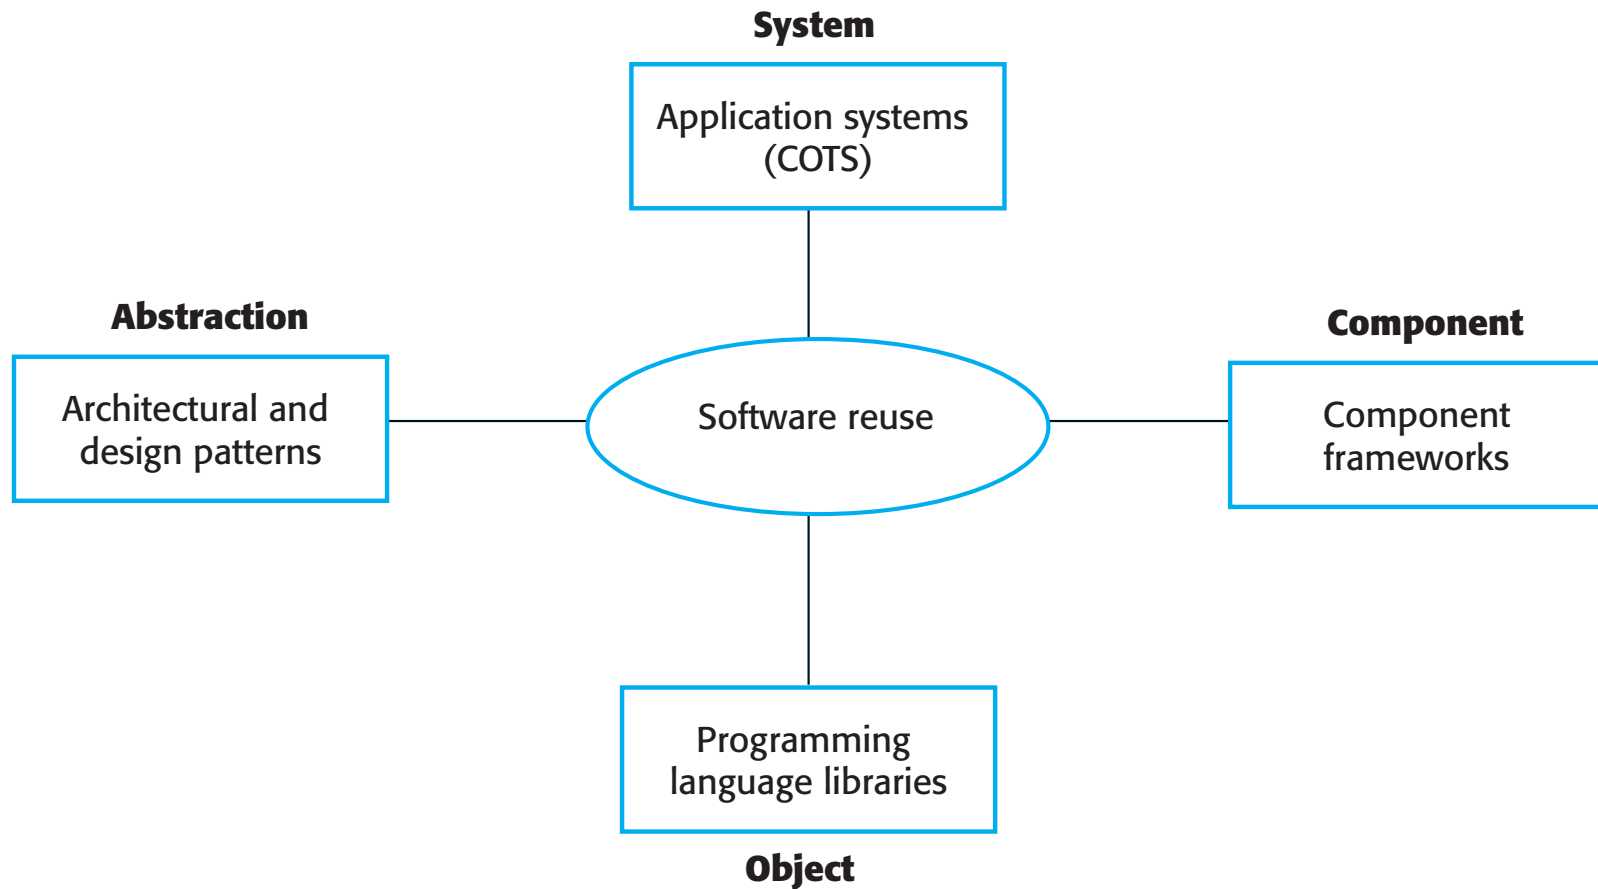 System
Application systems
(COTS)
Abstraction
Architectural and
design patterns
Software reuse
Component
Component
frameworks
Programming
language libraries
Object